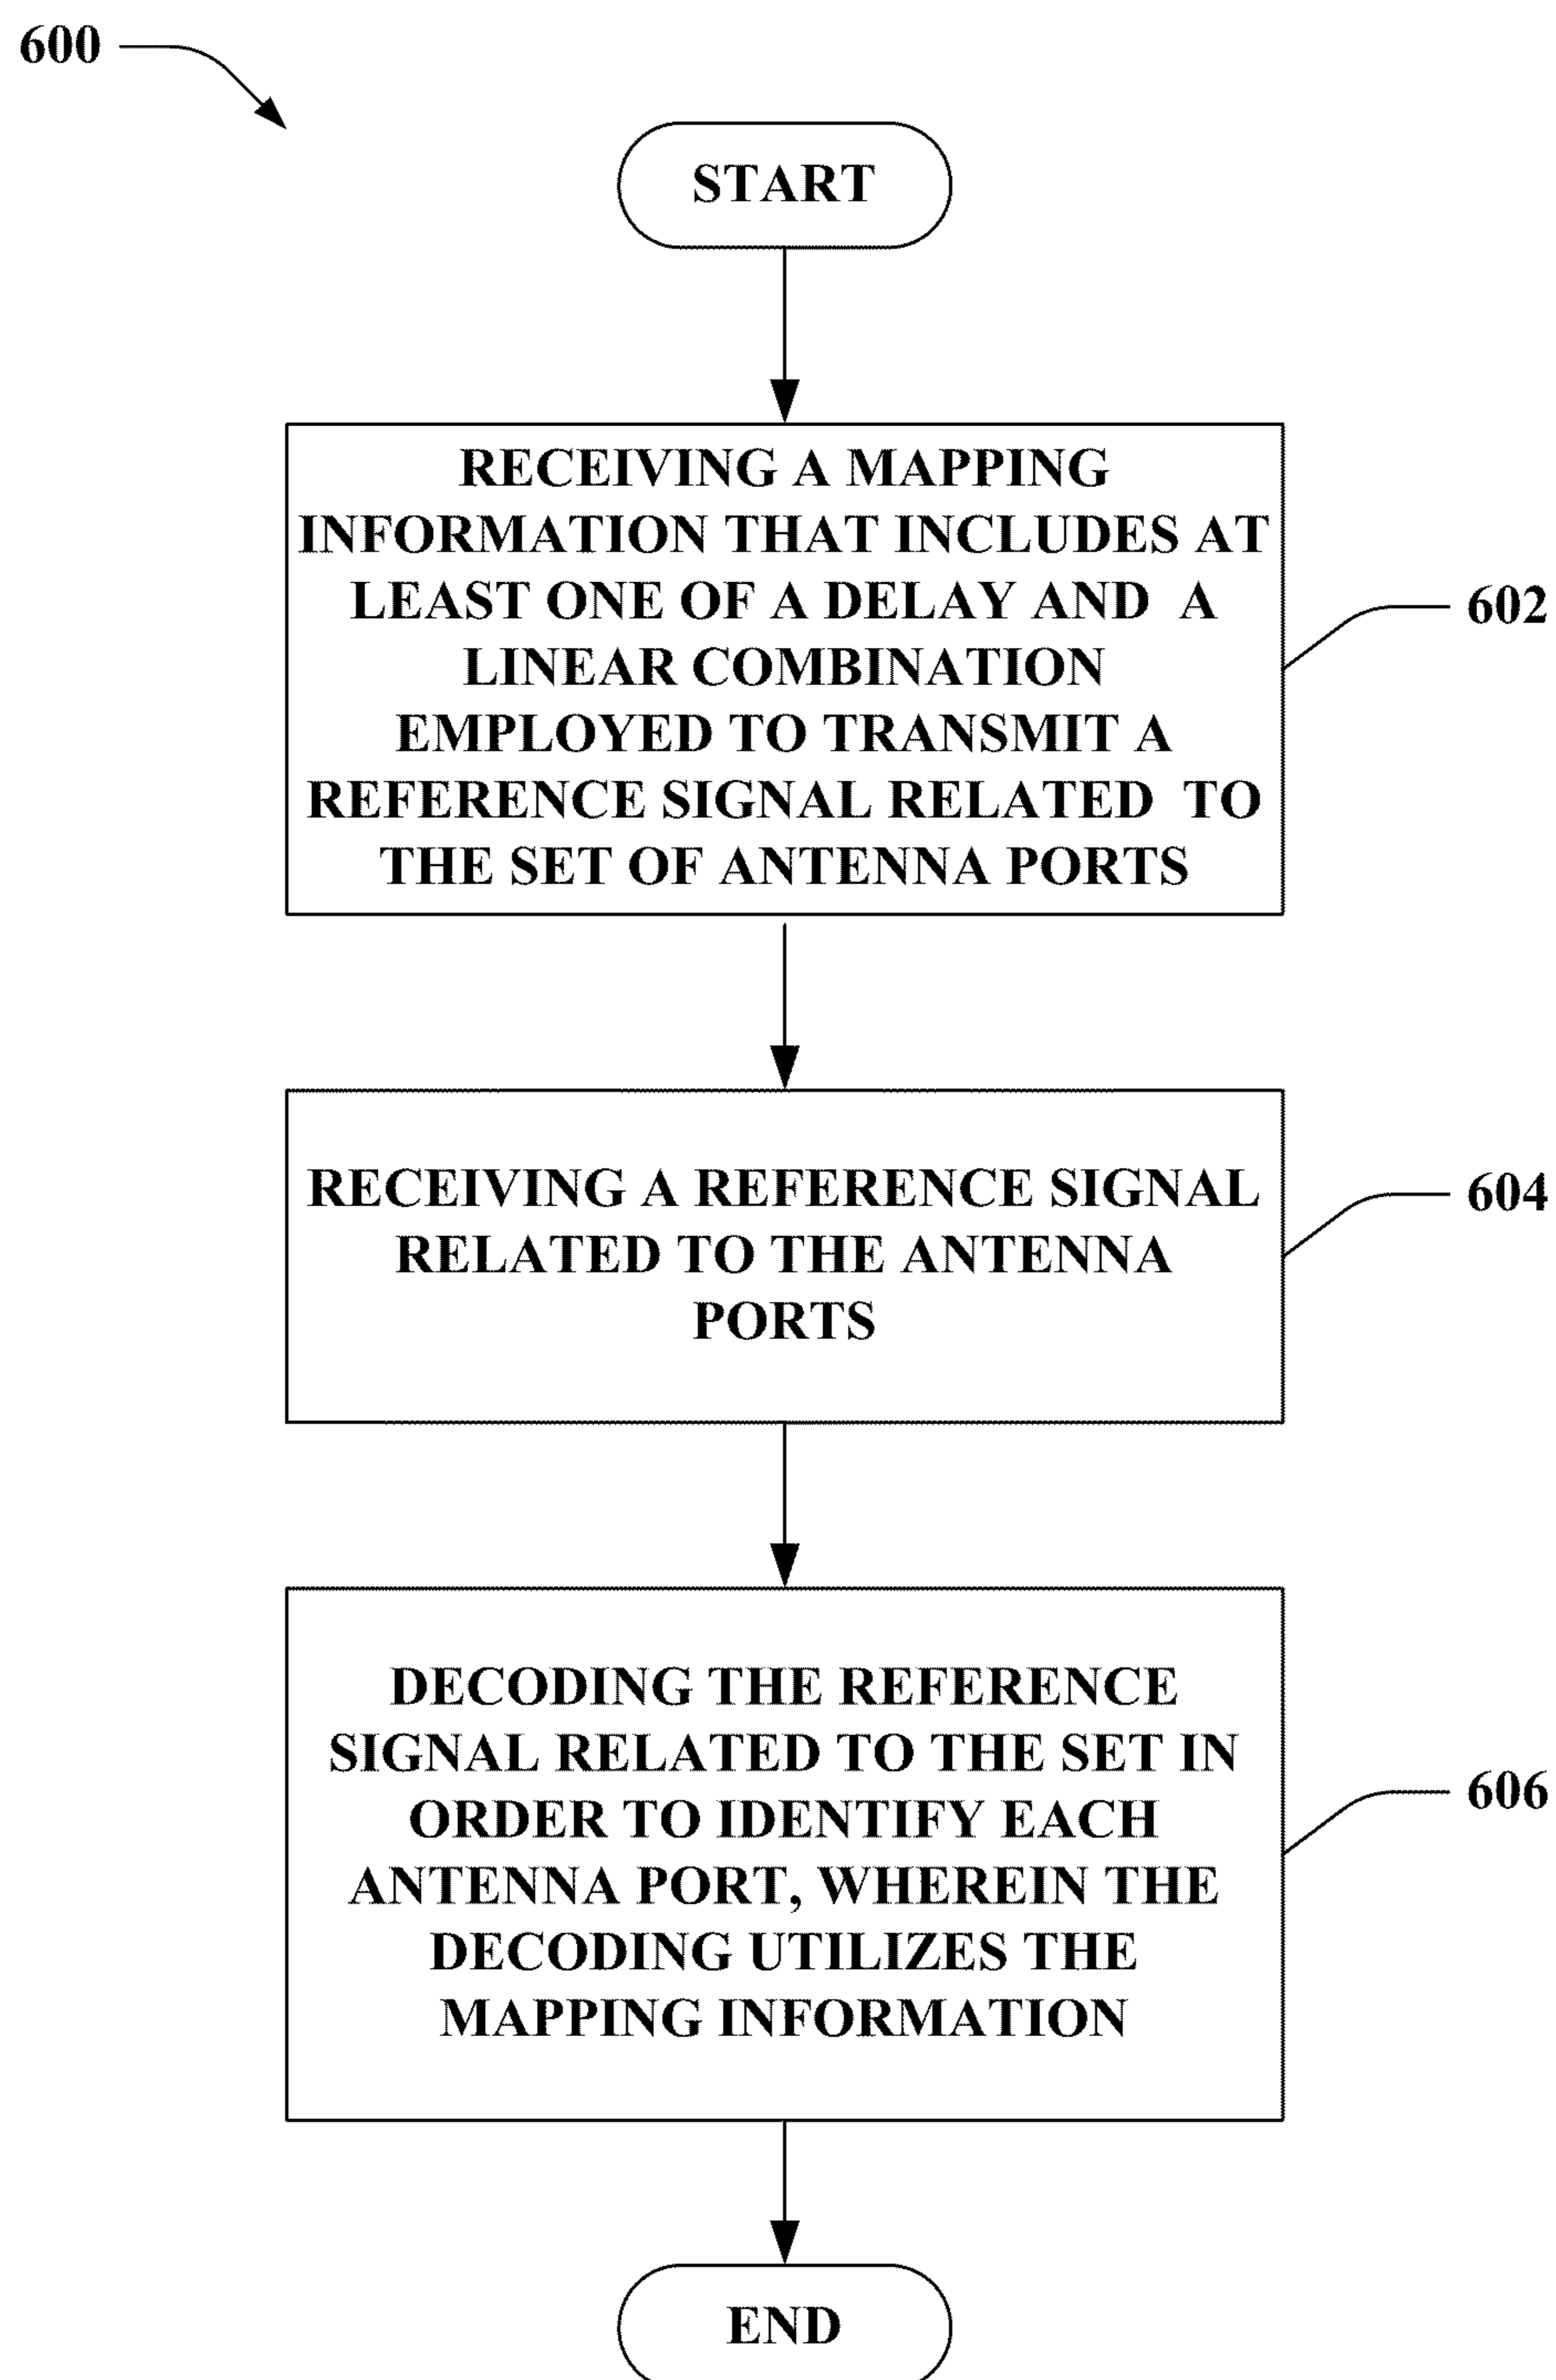 600
START
RECEIVING A MAPPING
INFORMATION THAT INCLUDES AT
LEAST ONE OF A DELAY AND A
LINEAR COMBINATION
EMPLOYED TO TRANSMIT A
REFERENCE SIGNAL RELATED TO
THE SET OF ANTENNA PORTS
602
RECEIVING A REFERENCE SIGNAL
RELATED TO THE ANTENNA
PORTS
604
DECODING THE REFERENCE
SIGNAL RELATED TO THE SET IN
ORDER TO IDENTIFY EACH
ANTENNA PORT, WHEREIN THE
DECODING UTILIZES THE
MAPPING INFORMATION
606
END